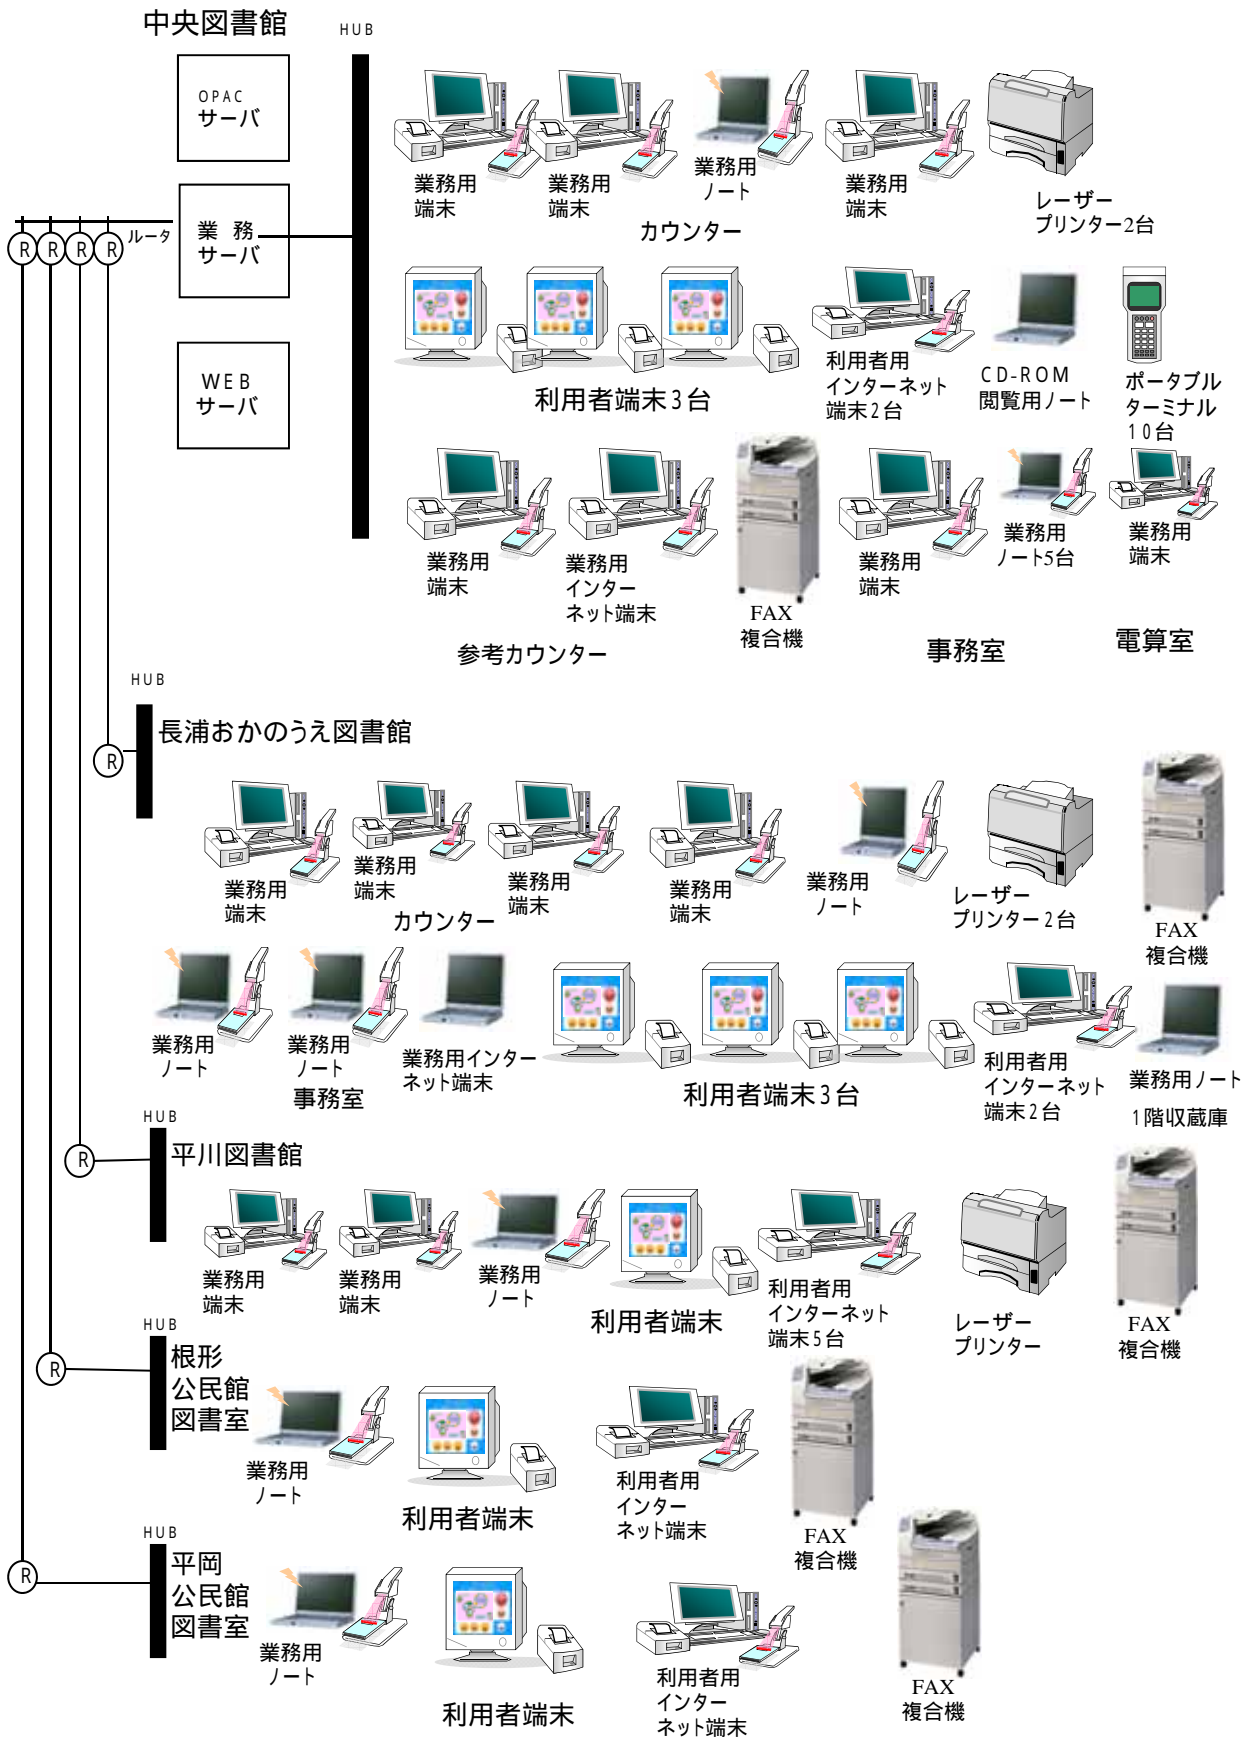 中央図書館
HUB
OPAC
サーバ
業務
サーバ
WEB
サーバ
ルータ
R R R R
業務用
端末
業務用
端末
業務用
ノート
業務用
端末
レーザー
プリンター2台
カウンター
利用者端末3台
利用者用
インターネット
端末2台
CD-ROM
閲覧用ノート
ポータブル
ターミナル
10台
業務用
端末
業務用
インター
ネット端末
FAX
複合機
業務用
端末
業務用
ノート5台
業務用
端末
参考カウンター
事務室
電算室
HUB
R
長浦おかのうえ図書館
業務用
端末
業務用
端末
業務用
端末
業務用
端末
業務用
ノート
レーザー
プリンター2台
FAX
複合機
カウンター
業務用
ノート
業務用
ノート
業務用インター
ネット端末
事務室
利用者端末3台
利用者用
インターネット
端末2台
業務用ノート
1階収蔵庫
HUB
R
平川図書館
業務用
端末
業務用
端末
業務用
ノート
利用者端末
利用者用
インターネット
端末5台
レーザー
プリンター
FAX
複合機
HUB
R
根形
公民館
図書室
業務用
ノート
利用者端末
利用者用
インター
ネット端末
FAX
複合機
HUB
R
平岡
公民館
図書室
業務用
ノート
利用者端末
利用者用
インター
ネット端末
FAX
複合機